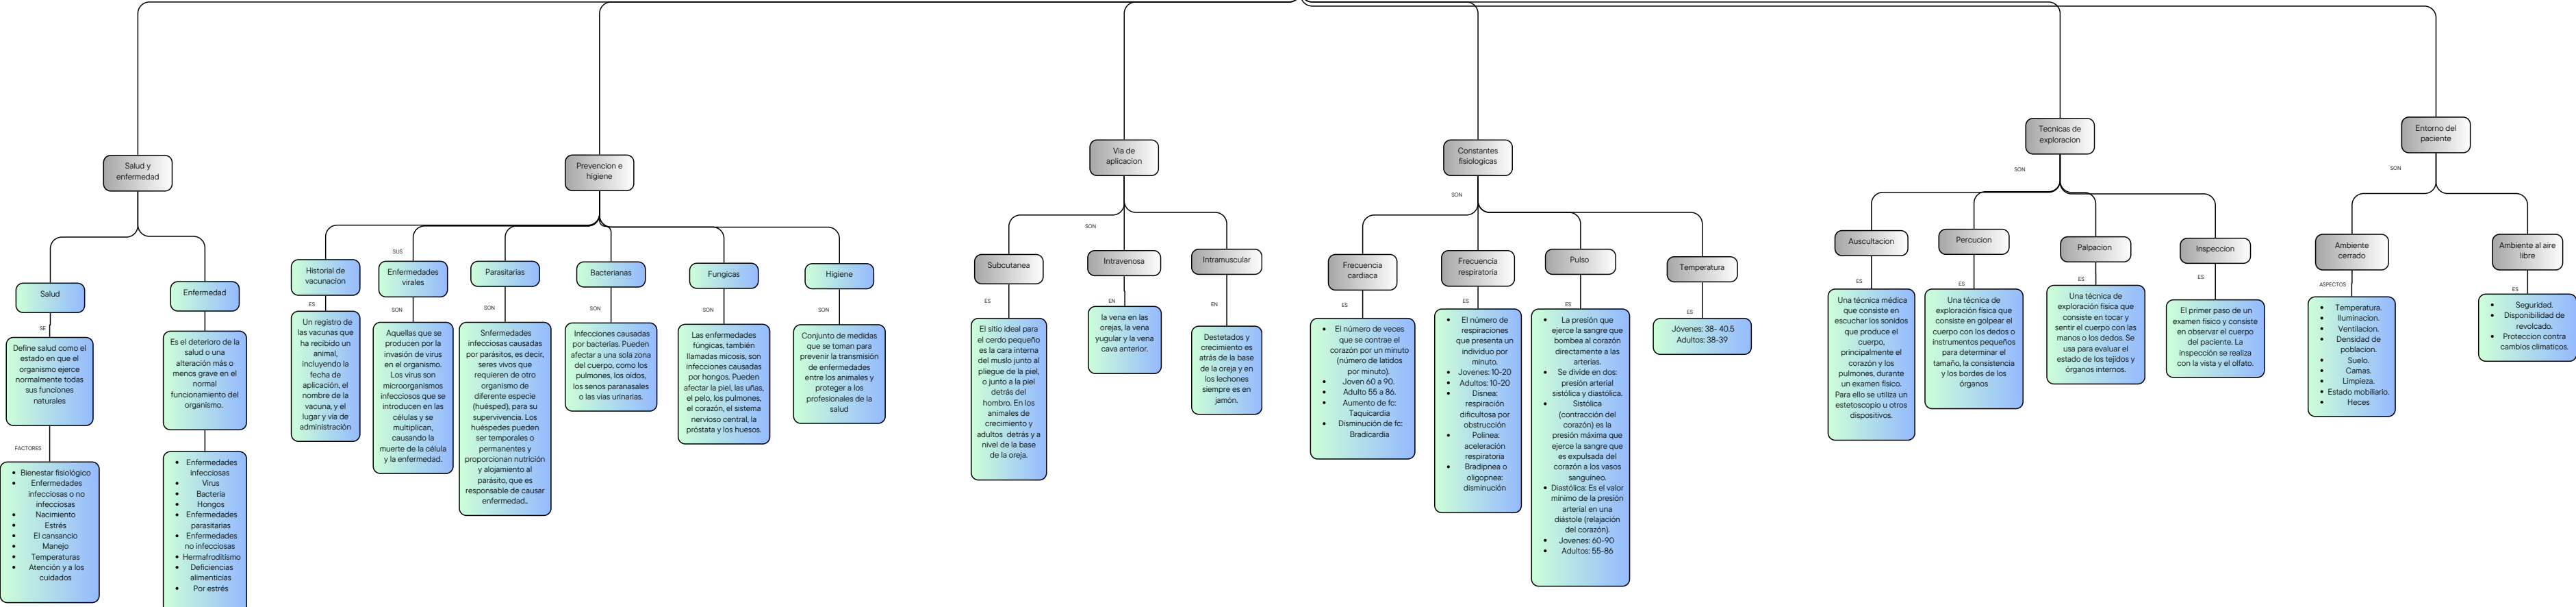 Salud y
enfermedad
Salud
SE
Define salud como el
estado en que el
organismo ejerce
normalmente todas
sus funciones
naturales
FACTORES
• Bienestar fisiológico
• Enfermedades
infecciosas o no
infecciosas
• Nacimiento
• Estrés
• El cansancio
• Manejo
• Temperaturas
• Atención y a los
cuidados
Enfermedad
Es el deterioro de la
salud o una
alteración más o
menos grave en el
normal
funcionamiento del
organismo.
• Enfermedades
infecciosas
• Virus
• Bacteria
• Hongos
• Enfermedades
parasitarias
• Enfermedades
no infecciosas
• Hermafroditismo
• Deficiencias
alimenticias
• Por estrés
Prevencion e
higiene
Historial de
vacunacion
ES
Un registro de
las vacunas que
ha recibido un
animal,
incluyendo la
fecha de
aplicación, el
nombre de la
vacuna, y el
lugar y vía de
administración
SUS
Enfermedades
virales
SON
Aquellas que se
producen por la
invasión de virus
en el organismo.
Los virus son
microorganismos
infecciosos que se
introducen en las
células y se
multiplican,
causando la
muerte de la célula
y la enfermedad.
Parasitarias
SON
Snfermedades
infecciosas causadas
por parásitos, es decir,
seres vivos que
requieren de otro
organismo de
diferente especie
(huésped), para su
supervivencia. Los
huéspedes pueden
ser temporales o
permanentes y
proporcionan nutrición
y alojamiento al
parásito, que es
responsable de causar
enfermedad..
Bacterianas
SON
Infecciones causadas
por bacterias. Pueden
afectar a una sola zona
del cuerpo, como los
pulmones, los oídos,
los senos paranasales
o las vías urinarias.
Fungicas
SON
Las enfermedades
fúngicas, también
llamadas micosis, son
infecciones causadas
por hongos. Pueden
afectar la piel, las uñas,
el pelo, los pulmones,
el corazón, el sistema
nervioso central, la
próstata y los huesos.
Higiene
SON
Conjunto de medidas
que se toman para
prevenir la transmisión
de enfermedades
entre los animales y
proteger a los
profesionales de la
salud
Via de
aplicacion
SON
Subcutanea
ES
El sitio ideal para
el cerdo pequeño
es la cara interna
del muslo junto al
pliegue de la piel,
o junto a la piel
detrás del
hombro. En los
animales de
crecimiento y
adultos detrás y a
nivel de la base
de la oreja.
Intravenosa
EN
la vena en las
orejas, la vena
yugular y la vena
cava anterior.
Intramuscular
EN
Destetados y
crecimiento es
atrás de la base
de la oreja y en
los lechones
siempre es en
jamón.
Constantes
fisiologicas
SON
Frecuencia
cardiaca
ES
• El número de veces
que se contrae el
corazón por un minuto
(número de latidos
por minuto).
• Joven 60 a 90.
• Adulto 55 a 86.
• Aumento de fc:
Taquicardia
• Disminución de fc:
Bradicardia
Frecuencia
respiratoria
ES
• El número de
respiraciones
que presenta un
individuo por
minuto.
• Jovenes: 10-20
• Adultos: 10-20
• Disnea:
respiración
dificultosa por
obstrucción
• Polinea:
aceleración
respiratoria
• Bradipnea o
oligopnea:
disminución
Pulso
ES
• La presión que
ejerce la sangre que
bombea al corazón
directamente a las
arterias.
• Se divide en dos:
presión arterial
sistólica y diastólica.
• Sistólica
(contracción del
corazón) es la
presión máxima que
ejerce la sangre que
es expulsada del
corazón a los vasos
sanguíneo.
• Diastólica: Es el valor
mínimo de la presión
arterial en una
diástole (relajación
del corazón).
• Jovenes: 60-90
• Adultos: 55-86
Temperatura
ES
Jóvenes: 38- 40.5
Adultos: 38-39
Tecnicas de
exploracion
SON
Auscultacion
ES
Una técnica médica
que consiste en
escuchar los sonidos
que produce el
cuerpo,
principalmente el
corazón y los
pulmones, durante
un examen físico.
Para ello se utiliza un
estetoscopio u otros
dispositivos.
Percucion
ES
Una técnica de
exploración física que
consiste en golpear el
cuerpo con los dedos o
instrumentos pequeños
para determinar el
tamaño, la consistencia
y los bordes de los
órganos
Palpacion
ES
Una técnica de
exploración física que
consiste en tocar y
sentir el cuerpo con las
manos o los dedos. Se
usa para evaluar el
estado de los tejidos y
órganos internos.
Inspeccion
ES
El primer paso de un
examen físico y consiste
en observar el cuerpo
del paciente. La
inspección se realiza
con la vista y el olfato.
Entorno del
paciente
SON
Ambiente
cerrado
ASPECTOS
• Temperatura.
• Iluminacion.
• Ventilacion.
• Densidad de
poblacion.
• Suelo.
• Camas.
• Limpieza.
• Estado mobiliario.
• Heces
Ambiente al aire
libre
ES
• Seguridad.
• Disponibilidad de
revolcado.
• Proteccion contra
cambios climaticos.